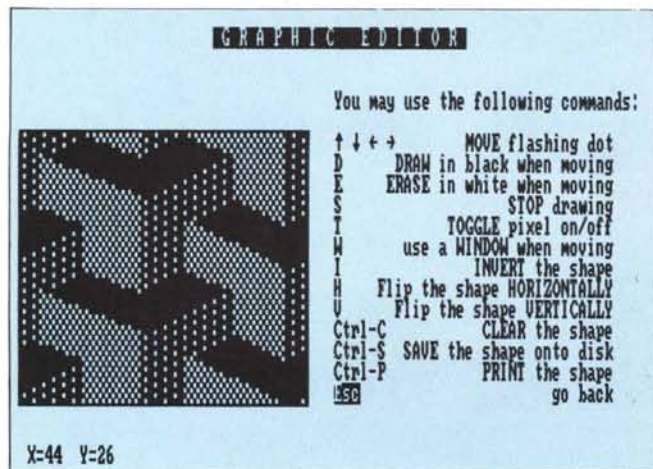 GRAPHIC EDITOR
You may use the following commands:
↑ ↓ ← → MOVE flashing dot
D DRAW in black when moving
E ERASE in white when moving
S STOP drawing
T TOGGLE pixel on/off
W use a WINDOW when moving
I INVERT the shape
H Flip the shape HORIZONTALLY
V Flip the shape VERTICALLY
Ctrl-C CLEAR the shape
Ctrl-S SAVE the shape onto disk
Ctrl-P PRINT the shape
Esc go back
X=44 Y=26